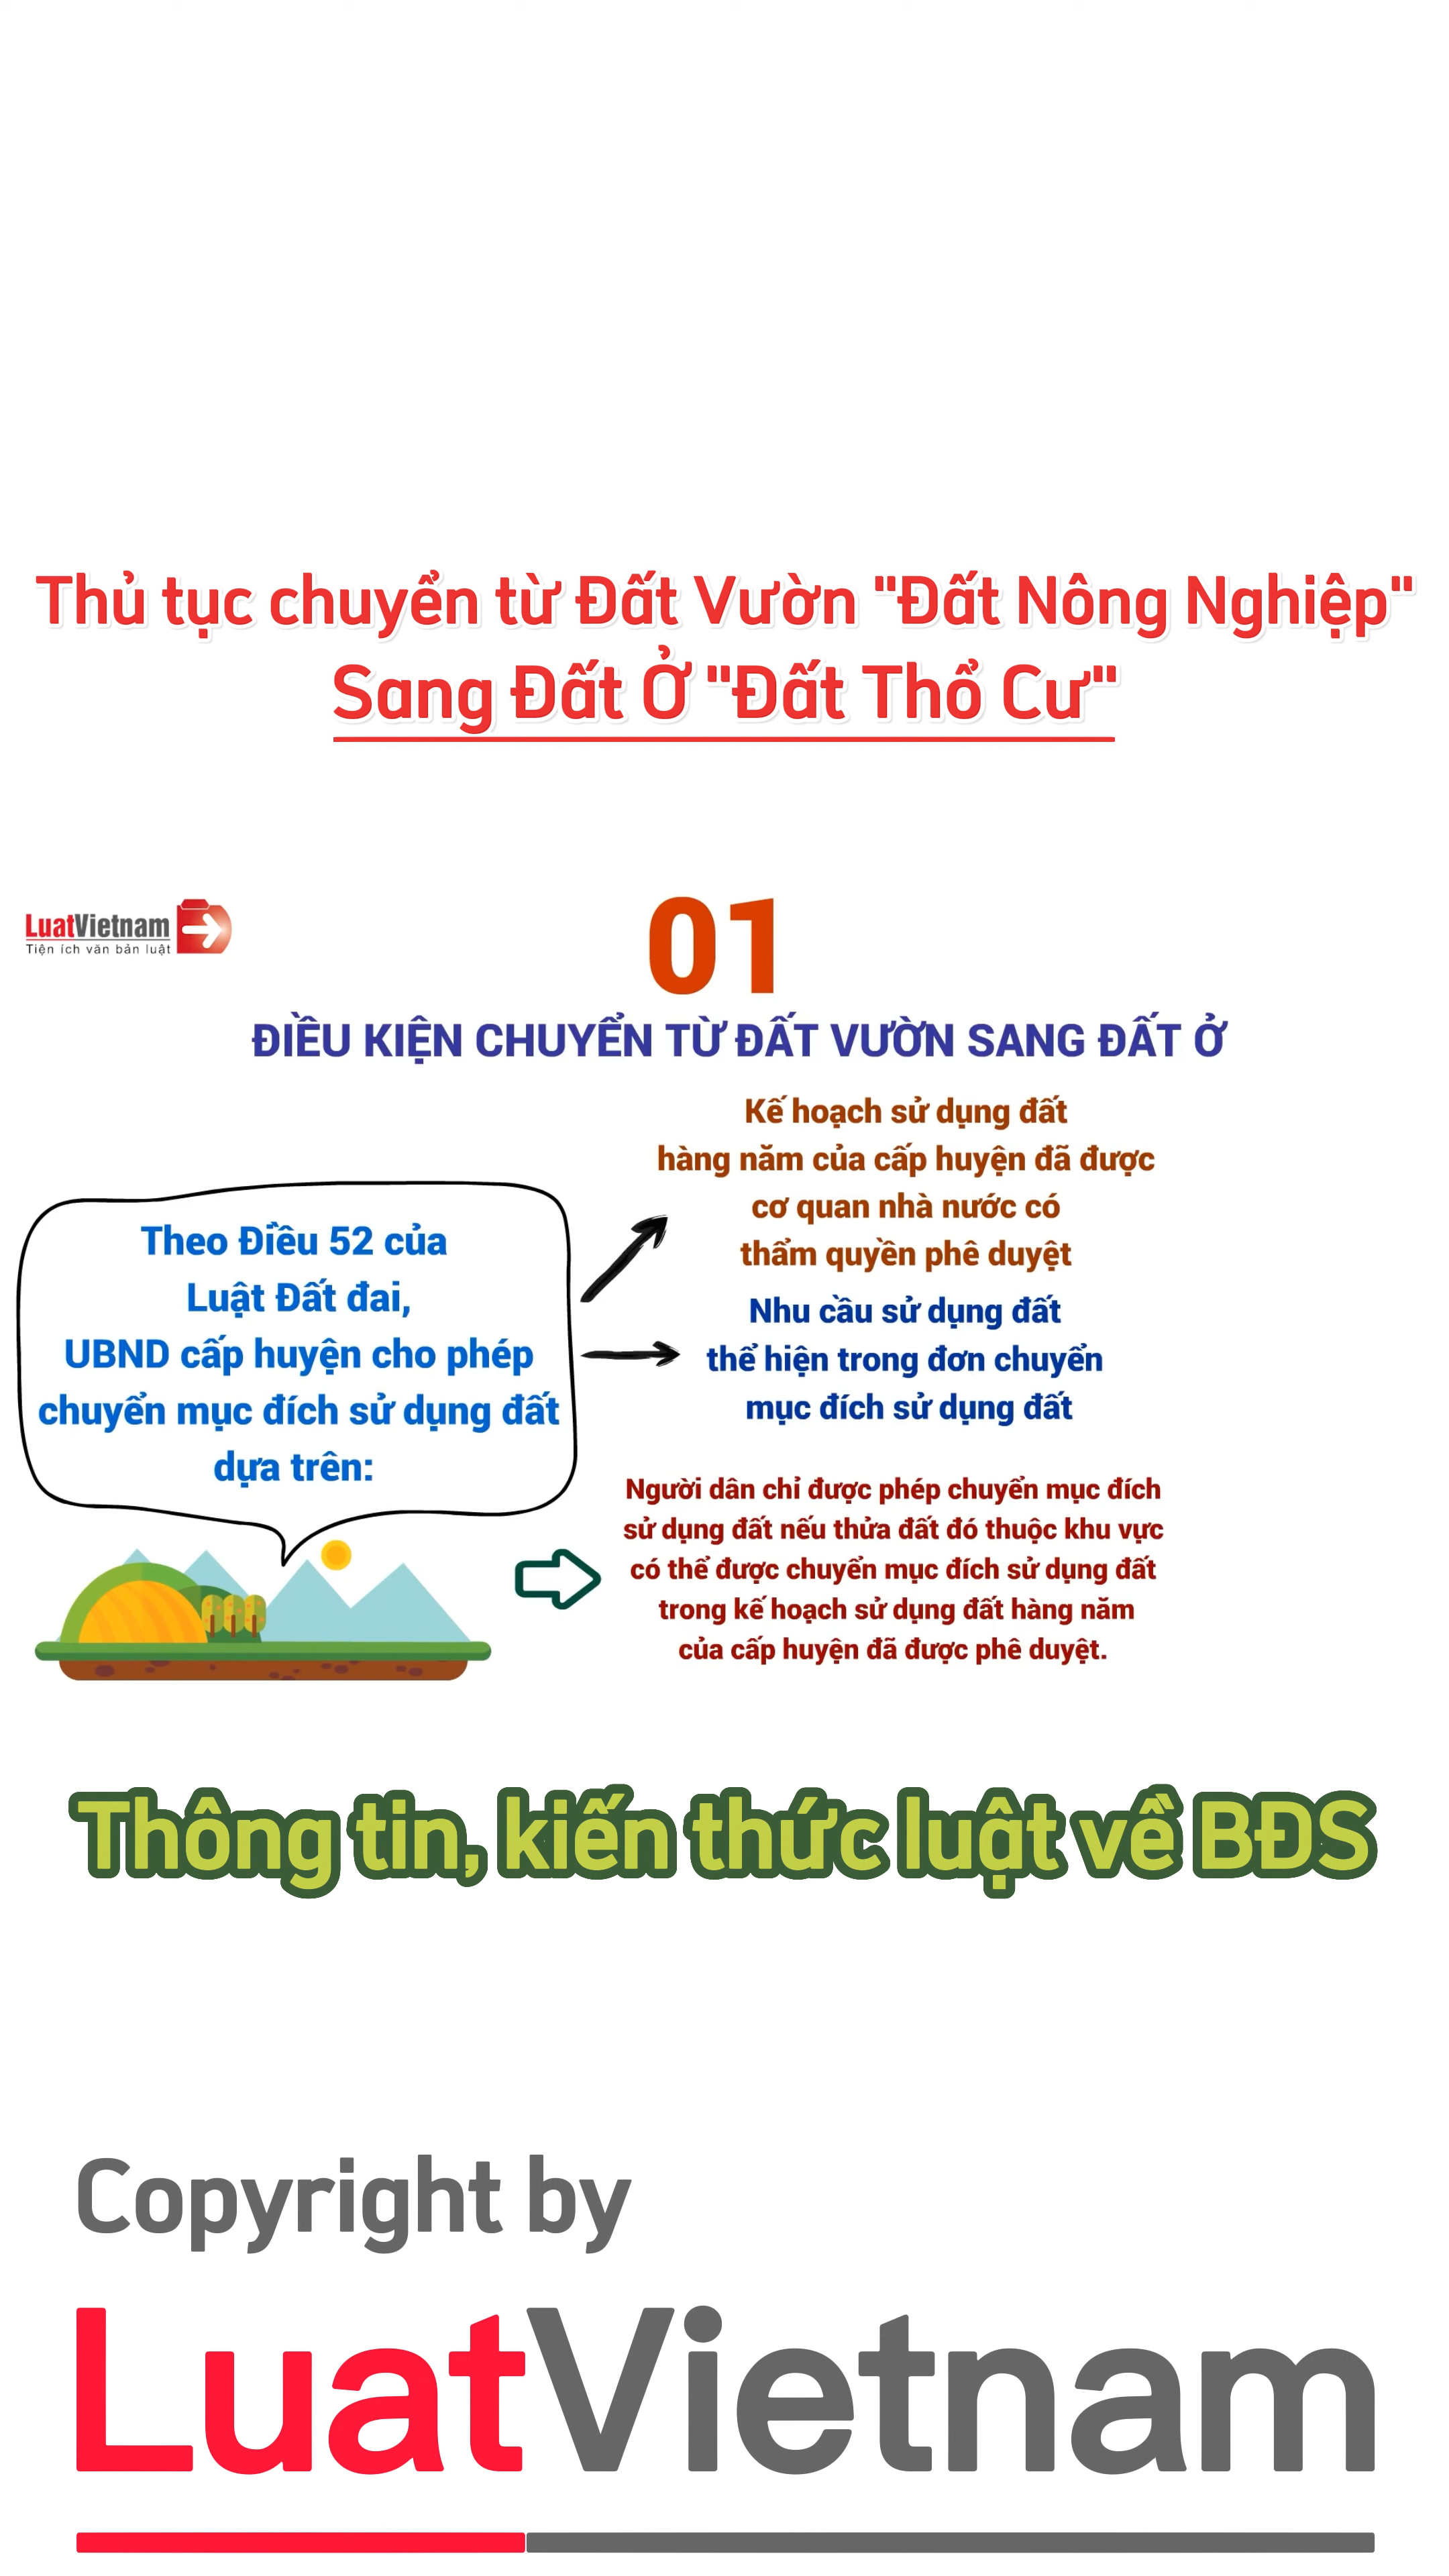 Thủ tục chuyển từ Đất Vườn "Đất Nông Nghiệp"
Sang Đất Ở "Đất Thổ Cư"
LuatVietnam
Tiện ích văn bản luật
01
ĐIỀU KIỆN CHUYỂN TỪ ĐẤT VƯỜN SANG ĐẤT Ở
Theo Điều 52 của
Luật Đất đai,
UBND cấp huyện cho phép
chuyển mục đích sử dụng đất
dựa trên:
Kế hoạch sử dụng đất
hàng năm của cấp huyện đã được
cơ quan nhà nước có
thẩm quyền phê duyệt
Nhu cầu sử dụng đất
thể hiện trong đơn chuyển
mục đích sử dụng đất
Người dân chỉ được phép chuyển mục đích
sử dụng đất nếu thửa đất đó thuộc khu vực
có thể được chuyển mục đích sử dụng đất
trong kế hoạch sử dụng đất hàng năm
của cấp huyện đã được phê duyệt.
Thông tin, kiến thức luật về BĐS
Copyright by
LuatVietnam